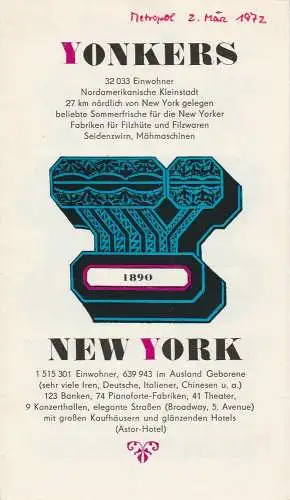 Metropol 2. März 1972
YONKERS
32 033 Einwohner
Nordamerikanische Kleinstadt
27 km nördlich von New York gelegen
beliebte Sommerfrische für die New Yorker
Fabriken für Filzhüte und Filzwaren
Seidenzwirn, Mähmaschinen
1890
NEW YORK
1 515 301 Einwohner, 639 943 im Ausland Geborene
(sehr viele Iren, Deutsche, Italiener, Chinesen u. a.)
123 Banken, 74 Pianoforte-Fabriken, 41 Theater,
9 Konzerthallen, elegante Straßen (Broadway, 5. Avenue)
mit großen Kaufhäusern und glänzenden Hotels
(Astor-Hotel)